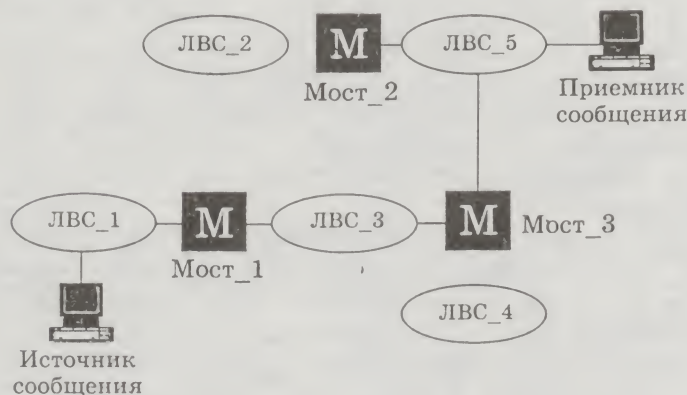 ЛВС_2
М
ЛВС_5
Мост_2
Приемник
сообщения
ЛВС_1
М
ЛВС_3
М
Мост_3
Мост_1
ЛВС_4
Источник
сообщения